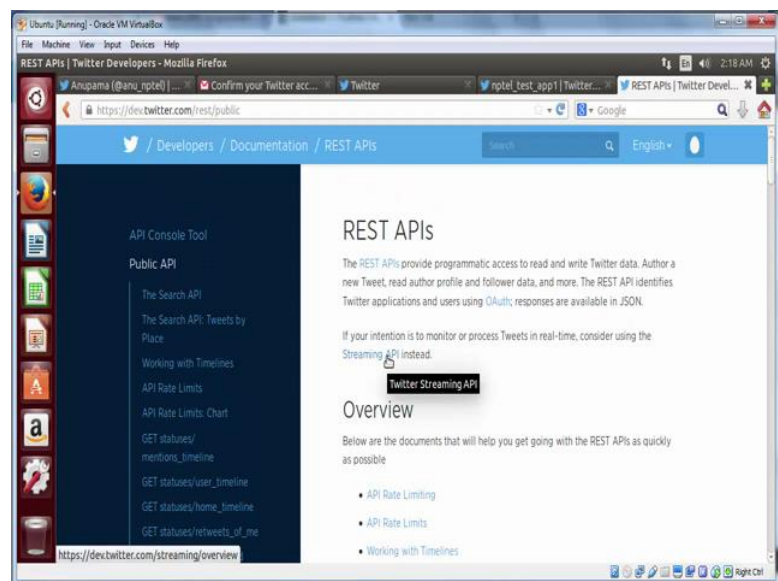 Ubuntu [Running] - Oracle VM VirtualBox
File Machine View Input Devices Help
REST APIs | Twitter Developers - Mozilla Firefox
En 2:18 AM
Anupama (@anu_nptel) | ...
Confirm your Twitter acc...
Twitter
nptel_test_app1 | Twitter...
REST APIs | Twitter Devel...
https://dev.twitter.com/rest/public
Google
/ Developers / Documentation / REST APIs
Search
English
API Console Tool
Public API
The Search API
The Search API: Tweets by
Place
Working with Timelines
API Rate Limits
API Rate Limits: Chart
GET statuses/
mentions_timeline
GET statuses/user_timeline
GET statuses/home_timeline
GET statuses/retweets_of_me
https://dev.twitter.com/streaming/overview
REST APIs
The REST APIs provide programmatic access to read and write Twitter data. Author a
new Tweet, read author profile and follower data, and more. The REST API identifies
Twitter applications and users using OAuth; responses are available in JSON.
If your intention is to monitor or process Tweets in real-time, consider using the
Streaming API instead.
Twitter Streaming API
Overview
Below are the documents that will help you get going with the REST APIs as quickly
as possible
• API Rate Limiting
• API Rate Limits
• Working with Timelines
Right Ctrl